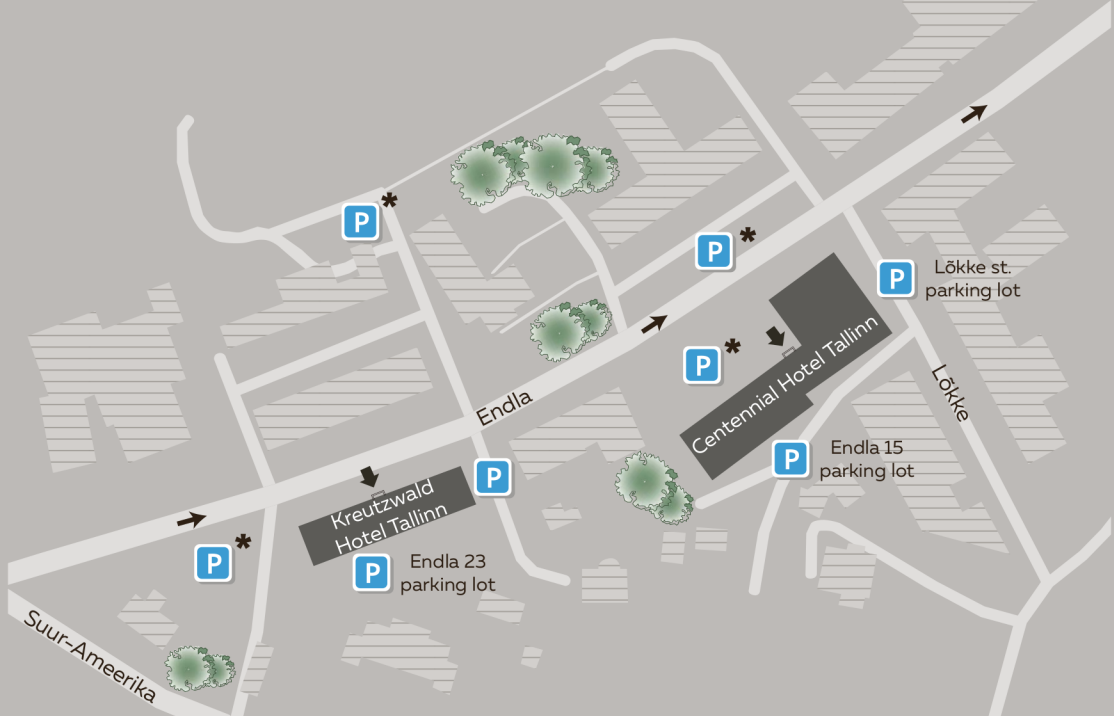 P *
P *
Lõkke st.
P parking lot
P *
Centennial Hotel Tallinn
Lõkke
Endla
Endla 15
P parking lot
P
Kreutzwald
Hotel Tallinn
P *
Endla 23
P parking lot
Suur-Ameerika